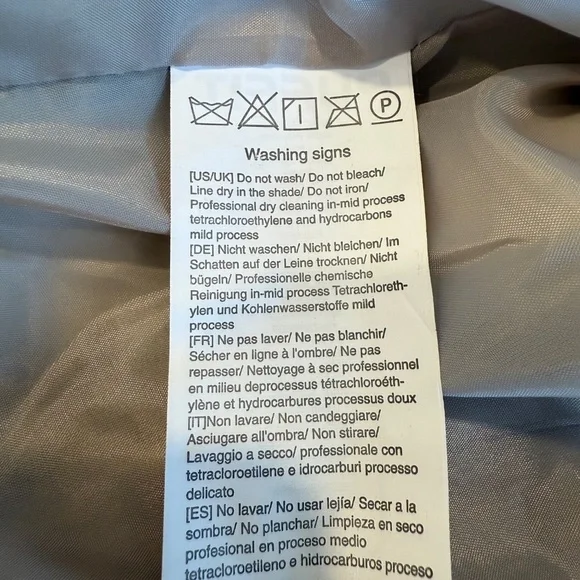 P
Washing signs
[US/UK] Do not wash/ Do not bleach/
Line dry in the shade/ Do not iron/
Professional dry cleaning in-mid process
tetrachloroethylene and hydrocarbons
mild process
[DE] Nicht waschen/ Nicht bleichen/ Im
Schatten auf der Leine trocknen/ Nicht
bügeln/ Professionelle chemische
Reinigung in-mid process Tetrachloreth-
ylen und Kohlenwasserstoffe mild
process
[FR] Ne pas laver/ Ne pas blanchir/
Sécher en ligne à l'ombre/ Ne pas
repasser/ Nettoyage à sec professionnel
en milieu deprocessus tétrachloroéth-
ylène et hydrocarbures processus doux
[IT]Non lavare/ Non candeggiare/
Asciugare all'ombra/ Non stirare/
Lavaggio a secco/ professionale con
tetracloroetilene e idrocarburi processo
delicato
[ES] No lavar/ No usar lejía/ Secar a la
sombra/ No planchar/ Limpieza en seco
profesional en proceso medio
tetracloroetileno e hidrocarburos proceso